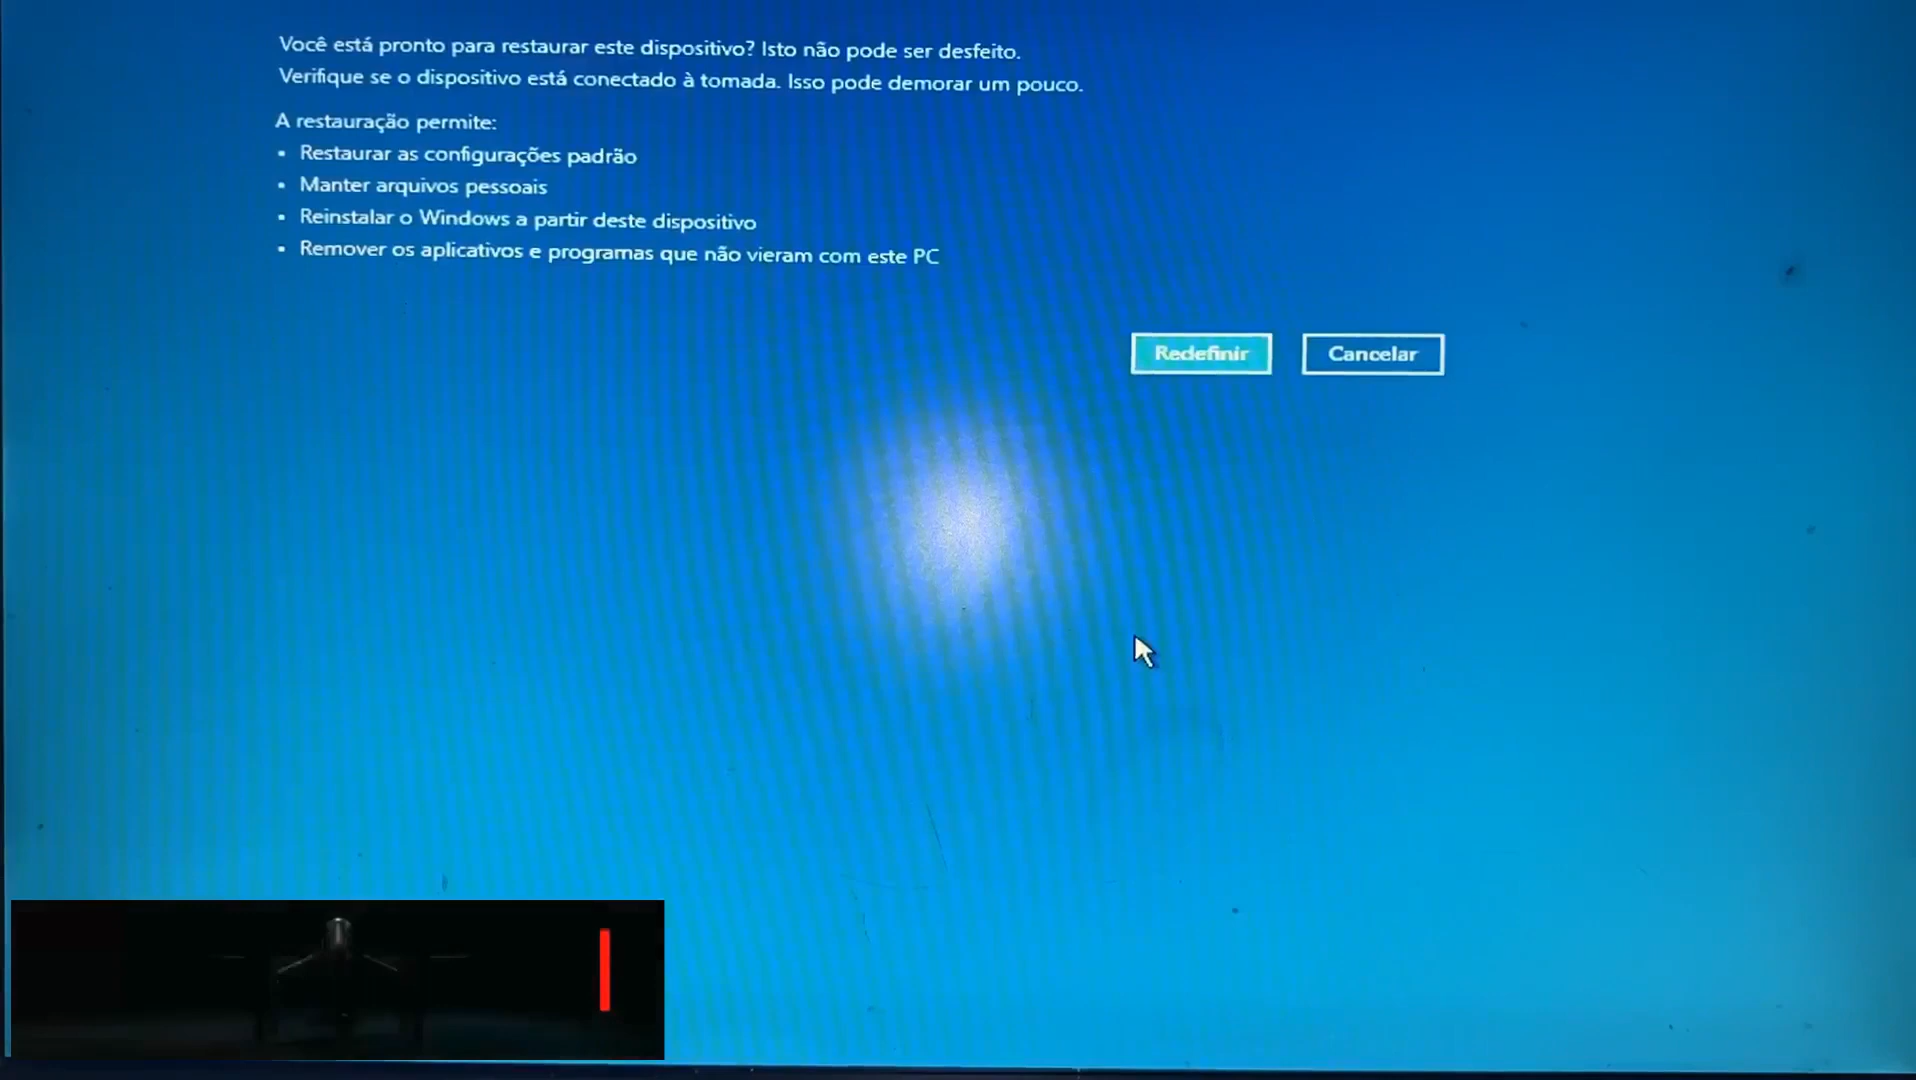 Você está pronto para restaurar este dispositivo? Isto não pode ser desfeito.
Verifique se o dispositivo está conectado à tomada. Isso pode demorar um pouco.
A restauração permite:
• Restaurar as configurações padrão
• Manter arquivos pessoais
• Reinstalar o Windows a partir deste dispositivo
• Remover os aplicativos e programas que não vieram com este PC
Redefinir
Cancelar